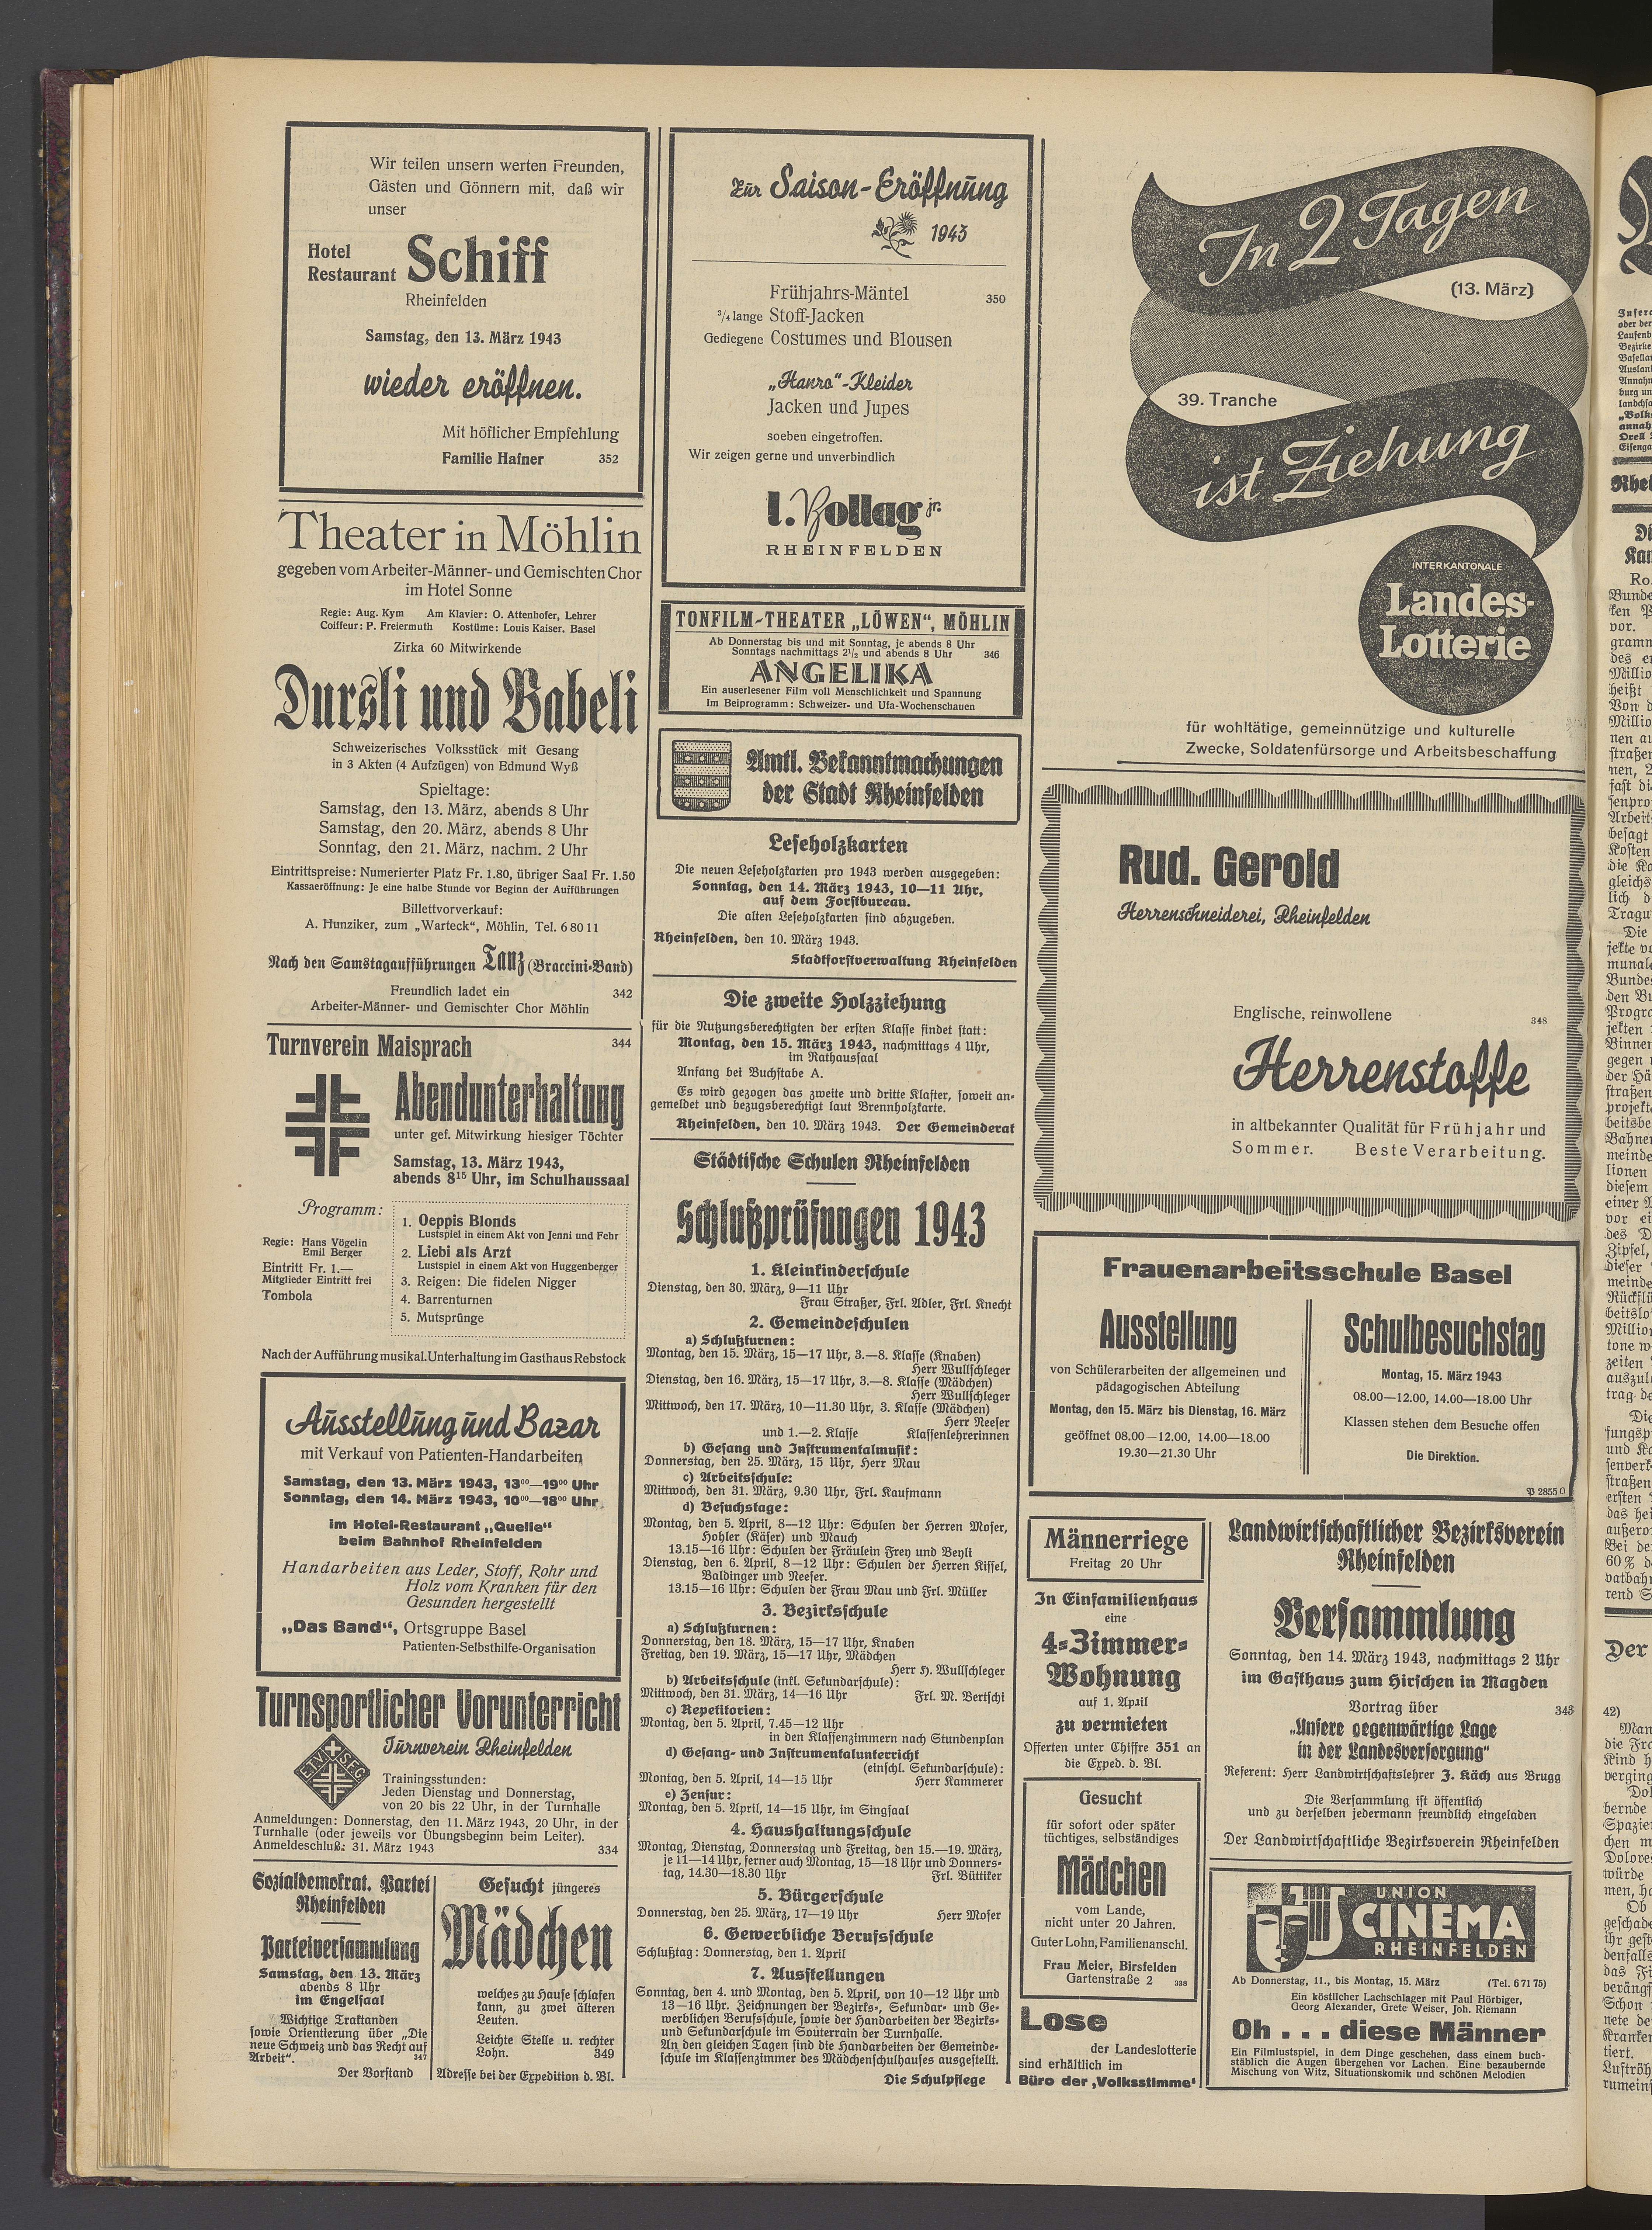 Wir teilen unsern werten Freunden,
Gästen und Gönnern mit, daß wir
unser
Hotel
Restaurant Schiff
Rheinfelden
Samstag, den 13. März 1943
wieder eröffnen.
Mit höflicher Empfehlung
Familie Hafner 352
Theater in Möhlin
gegeben vom Arbeiter-Männer- und Gemischten Chor
im Hotel Sonne
Regie: Aug. Kym Am Klavier: O. Attenhofer, Lehrer
Coiffeur: P. Freiermuth Kostüme: Louis Kaiser, Basel
Zirka 60 Mitwirkende
Dursli und Babeli
Schweizerisches Volksstück mit Gesang
in 3 Akten (4 Aufzügen) von Edmund Wyß
Spieltage:
Samstag, den 13. März, abends 8 Uhr
Samstag, den 20. März, abends 8 Uhr
Sonntag, den 21. März, nachm. 2 Uhr
Eintrittspreise: Numerierter Platz Fr. 1.80, übriger Saal Fr. 1.50
Kassaeröffnung: Je eine halbe Stunde vor Beginn der Aufführungen
Billettvorverkauf:
A. Hunziker, zum „Warteck", Möhlin, Tel. 6 80 11
Nach den Samstagaufführungen Tanz (Braccini-Band)
Freundlich ladet ein 342
Arbeiter-Männer- und Gemischter Chor Möhlin
Turnverein Maisprach 344
Abendunterhaltung
unter gef. Mitwirkung hiesiger Töchter
Samstag, 13. März 1943,
abends 8¹⁵ Uhr, im Schulhaussaal
Programm:
Regie: Hans Vögelin
Emil Berger
Eintritt Fr. 1.—
Mitglieder Eintritt frei
Tombola
1. Oeppis Blonds
Lustspiel in einem Akt von Jenni und Fehr
2. Liebi als Arzt
Lustspiel in einem Akt von Huggenberger
3. Reigen: Die fidelen Nigger
4. Barrenturnen
5. Mutsprünge
Nach der Aufführung musikal. Unterhaltung im Gasthaus Rebstock
Ausstellung und Bazar
mit Verkauf von Patienten-Handarbeiten
Samstag, den 13. März 1943, 13⁰⁰—19⁰⁰ Uhr
Sonntag, den 14. März 1943, 10⁰⁰—18⁰⁰ Uhr
im Hotel-Restaurant „Quelle"
beim Bahnhof Rheinfelden
Handarbeiten aus Leder, Stoff, Rohr und
Holz vom Kranken für den
Gesunden hergestellt
„Das Band", Ortsgruppe Basel
Patienten-Selbsthilfe-Organisation
Turnsportlicher Vorunterricht
E.T.V. S.F.G.
Turnverein Rheinfelden
Trainingsstunden:
Jeden Dienstag und Donnerstag,
von 20 bis 22 Uhr, in der Turnhalle
Anmeldungen: Donnerstag, den 11. März 1943, 20 Uhr, in der
Turnhalle (oder jeweils vor Übungsbeginn beim Leiter).
Anmeldeschluß: 31. März 1943 334
Sozialdemokrat. Partei
Rheinfelden
Parteiversammlung
Samstag, den 13. März
abends 8 Uhr
im Engelsaal
Wichtige Traktanden
sowie Orientierung über „Die
neue Schweiz und das Recht auf
Arbeit". 347
Der Vorstand
Gesucht jüngeres
Mädchen
welches zu Hause schlafen
kann, zu zwei älteren
Leuten.
Leichte Stelle u. rechter
Lohn. 349
Adresse bei der Expedition d. Bl.
Zur Saison-Eröffnung
1943
Frühjahrs-Mäntel 350
³/₄ lange Stoff-Jacken
Gediegene Costumes und Blousen
„Hanro"-Kleider
Jacken und Jupes
soeben eingetroffen.
Wir zeigen gerne und unverbindlich
l. Bollag jr.
RHEINFELDEN
TONFILM-THEATER „LÖWEN", MÖHLIN
Ab Donnerstag bis und mit Sonntag, je abends 8 Uhr
Sonntags nachmittags 2¹/₂ und abends 8 Uhr 346
ANGELIKA
Ein auserlesener Film voll Menschlichkeit und Spannung
Im Beiprogramm: Schweizer- und Ufa-Wochenschauen
Amtl. Bekanntmachungen
der Stadt Rheinfelden
Leseholzkarten
Die neuen Leseholzkarten pro 1943 werden ausgegeben:
Sonntag, den 14. März 1943, 10—11 Uhr,
auf dem Forstbureau.
Die alten Leseholzkarten sind abzugeben.
Rheinfelden, den 10. März 1943.
Stadtforstverwaltung Rheinfelden
Die zweite Holzziehung
für die Nutzungsberechtigten der ersten Klasse findet statt:
Montag, den 15. März 1943, nachmittags 4 Uhr,
im Rathaussaal
Anfang bei Buchstabe A.
Es wird gezogen das zweite und dritte Klafter, soweit an-
gemeldet und bezugsberechtigt laut Brennholzkarte.
Rheinfelden, den 10. März 1943. Der Gemeinderat
Städtische Schulen Rheinfelden
Schlußprüfungen 1943
1. Kleinkinderschule
Dienstag, den 30. März, 9—11 Uhr
Frau Straßer, Frl. Adler, Frl. Knecht
2. Gemeindeschulen
a) Schlußturnen:
Montag, den 15. März, 15—17 Uhr, 3.—8. Klasse (Knaben)
Herr Wullschleger
Dienstag, den 16. März, 15—17 Uhr, 3.—8. Klasse (Mädchen)
Herr Wullschleger
Mittwoch, den 17. März, 10—11.30 Uhr, 3. Klasse (Mädchen)
Herr Neeser
und 1.—2. Klasse Klassenlehrerinnen
b) Gesang und Instrumentalmusik:
Donnerstag, den 25. März, 15 Uhr, Herr Mau
c) Arbeitsschule:
Mittwoch, den 31. März, 9.30 Uhr, Frl. Kaufmann
d) Besuchstage:
Montag, den 5. April, 8—12 Uhr: Schulen der Herren Moser,
Hohler (Käser) und Mauch
13.15—16 Uhr: Schulen der Fräulein Frey und Beyli
Dienstag, den 6. April, 8—12 Uhr: Schulen der Herren Kissel,
Baldinger und Neeser.
13.15—16 Uhr: Schulen der Frau Mau und Frl. Müller
3. Bezirksschule
a) Schlußturnen:
Donnerstag, den 18. März, 15—17 Uhr, Knaben
Freitag, den 19. März, 15—17 Uhr, Mädchen
Herr H. Wullschleger
b) Arbeitsschule (inkl. Sekundarschule):
Mittwoch, den 31. März, 14—16 Uhr Frl. M. Bertschi
c) Repetitorien:
Montag, den 5. April, 7.45—12 Uhr
in den Klassenzimmern nach Stundenplan
d) Gesang- und Instrumentalunterricht
(einschl. Sekundarschule):
Montag, den 5. April, 14—15 Uhr Herr Kammerer
e) Zensur:
Montag, den 5. April, 14—15 Uhr, im Singsaal
4. Haushaltungsschule
Montag, Dienstag, Donnerstag und Freitag, den 15.—19. März,
je 11—14 Uhr, ferner auch Montag, 15—18 Uhr und Donners-
tag, 14.30—18.30 Uhr Frl. Büttiker
5. Bürgerschule
Donnerstag, den 25. März, 17—19 Uhr Herr Moser
6. Gewerbliche Berufsschule
Schlußtag: Donnerstag, den 1. April
7. Ausstellungen
Sonntag, den 4. und Montag, den 5. April, von 10—12 Uhr und
13—16 Uhr. Zeichnungen der Bezirks-, Sekundar- und Ge-
werblichen Berufsschule, sowie der Handarbeiten der Bezirks-
und Sekundarschule im Souterrain der Turnhalle.
An den gleichen Tagen sind die Handarbeiten der Gemeinde-
schule im Klassenzimmer des Mädchenschulhauses ausgestellt.
Die Schulpflege
In 2 Tagen
(13. März)
39. Tranche
ist Ziehung
INTERKANTONALE
Landes-
Lotterie
für wohltätige, gemeinnützige und kulturelle
Zwecke, Soldatenfürsorge und Arbeitsbeschaffung
Rud. Gerold
Herrenschneiderei, Rheinfelden
Englische, reinwollene 348
Herrenstoffe
in altbekannter Qualität für Frühjahr und
Sommer. Beste Verarbeitung.
Frauenarbeitsschule Basel
Ausstellung
von Schülerarbeiten der allgemeinen und
pädagogischen Abteilung
Montag, den 15. März bis Dienstag, 16. März
geöffnet 08.00—12.00, 14.00—18.00
19.30—21.30 Uhr
Schulbesuchstag
Montag, 15. März 1943
08.00—12.00, 14.00—18.00 Uhr
Klassen stehen dem Besuche offen
Die Direktion.
P 2855 Q
Männerriege
Freitag 20 Uhr
In Einfamilienhaus
eine
4-Zimmer-
Wohnung
auf 1. April
zu vermieten
Offerten unter Chiffre 351 an
die Exped. d. Bl.
Gesucht
für sofort oder später
tüchtiges, selbständiges
Mädchen
vom Lande,
nicht unter 20 Jahren.
Guter Lohn, Familienanschl.
Frau Meier, Birsfelden
Gartenstraße 2 338
Lose
der Landeslotterie
sind erhältlich im
Büro der ‚Volksstimme'
Landwirtschaftlicher Bezirksverein
Rheinfelden
Versammlung
Sonntag, den 14. März 1943, nachmittags 2 Uhr
im Gasthaus zum Hirschen in Magden
Vortrag über 343
„Unsere gegenwärtige Lage
in der Landesversorgung"
Referent: Herr Landwirtschaftslehrer J. Käch aus Brugg
Die Versammlung ist öffentlich
und zu derselben jedermann freundlich eingeladen
Der Landwirtschaftliche Bezirksverein Rheinfelden
UNION
CINEMA
RHEINFELDEN
Ab Donnerstag, 11., bis Montag, 15. März (Tel. 6 71 75)
Ein köstlicher Lachschlager mit Paul Hörbiger,
Georg Alexander, Grete Weiser, Joh. Riemann
Oh . . . diese Männer
Ein Filmlustspiel, in dem Dinge geschehen, dass einem buch-
stäblich die Augen übergehen vor Lachen. Eine bezaubernde
Mischung von Witz, Situationskomik und schönen Melodien